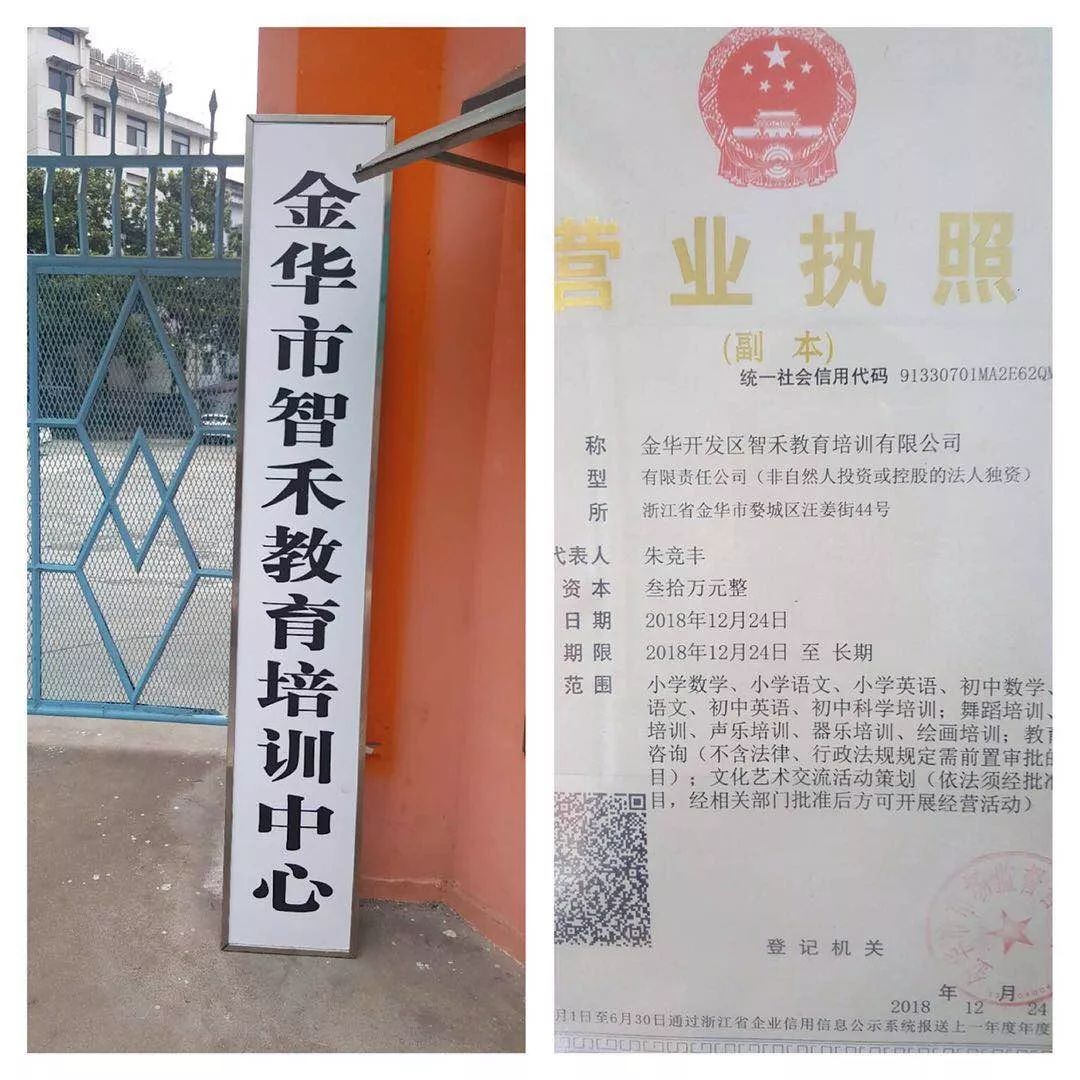 金华市智禾教育培训中心
营业执照
(副 本)
统一社会信用代码 91330701MA2E62QM
称 金华开发区智禾教育培训有限公司
型 有限责任公司（非自然人投资或控股的法人独资）
所 浙江省金华市婺城区汪姜街44号
代表人 朱竞丰
资本 叁拾万元整
日期 2018年12月24日
期限 2018年12月24日 至 长期
范围 小学数学、小学语文、小学英语、初中数学、
语文、初中英语、初中科学培训；舞蹈培训、
培训、声乐培训、器乐培训、绘画培训；教育
咨询（不含法律、行政法规规定需前置审批的
目）；文化艺术交流活动策划（依法须经批准
目，经相关部门批准后方可开展经营活动）
登记机关
2018 年 12 月 24
月1日至6月30日通过浙江省企业信用信息公示系统报送上一年度年度